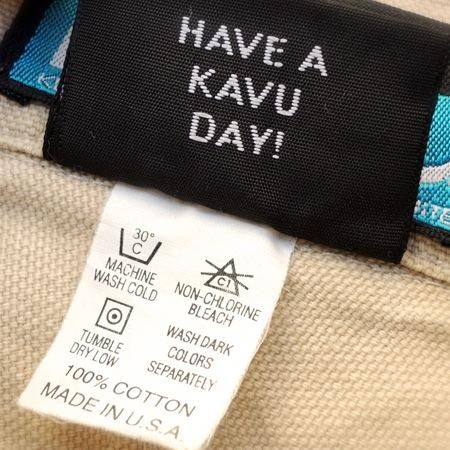 HAVE A
KAVU
DAY!
30°
C
MACHINE
WASH COLD
C1
NON-CHLORINE
BLEACH
TUMBLE
DRY LOW
WASH DARK
COLORS
SEPARATELY
100% COTTON
MADE IN U.S.A.